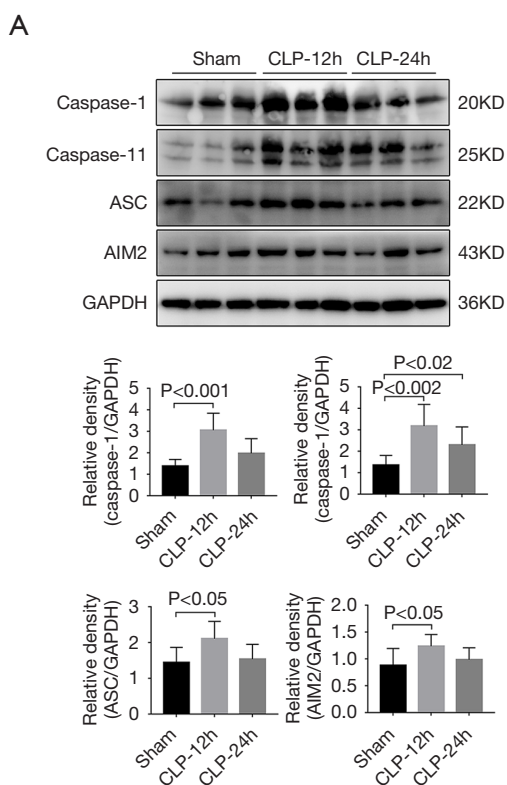 A
Sham CLP-12h CLP-24h
Caspase-1 20KD
Caspase-11 25KD
ASC 22KD
AIM2 43KD
GAPDH 36KD
Relative density
(caspase-1/GAPDH)
5
4
3
2
1
0
P<0.001
Sham
CLP-12h
CLP-24h
Relative density
(caspase-1/GAPDH)
5
4
3
2
1
0
P<0.02
P<0.002
Sham
CLP-12h
CLP-24h
Relative density
(ASC/GAPDH)
3
2
1
0
P<0.05
Sham
CLP-12h
CLP-24h
Relative density
(AIM2/GAPDH)
2.0
1.5
1.0
0.5
0.0
P<0.05
Sham
CLP-12h
CLP-24h